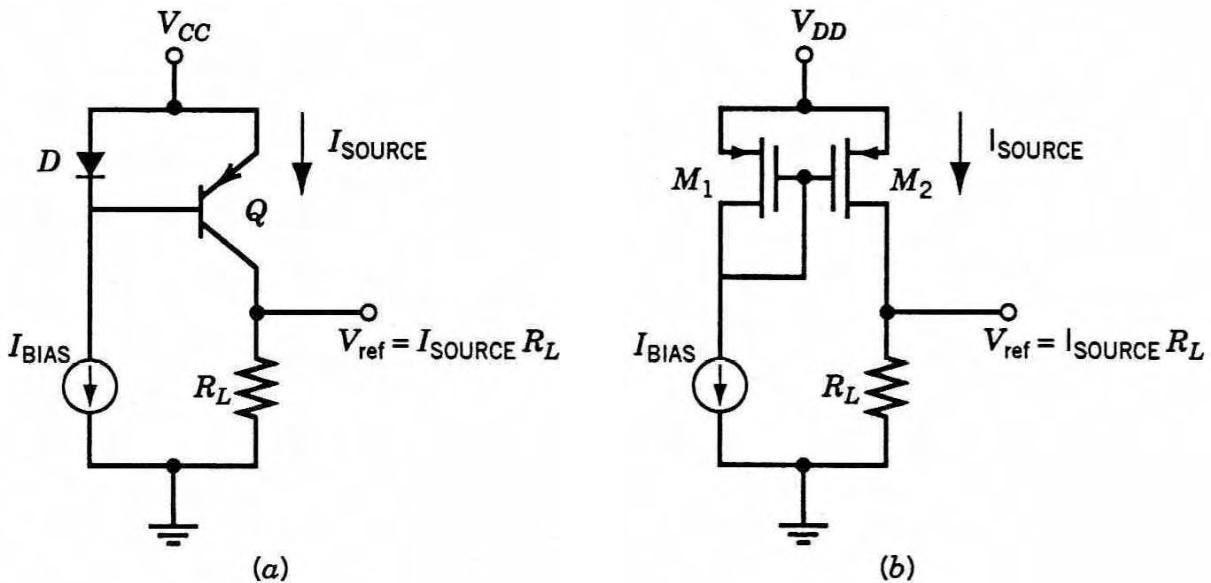 V_CC
D
I_SOURCE
Q
I_BIAS
V_ref = I_SOURCE R_L
R_L
(a)
V_DD
I_SOURCE
M_1
M_2
I_BIAS
V_ref = I_SOURCE R_L
R_L
(b)